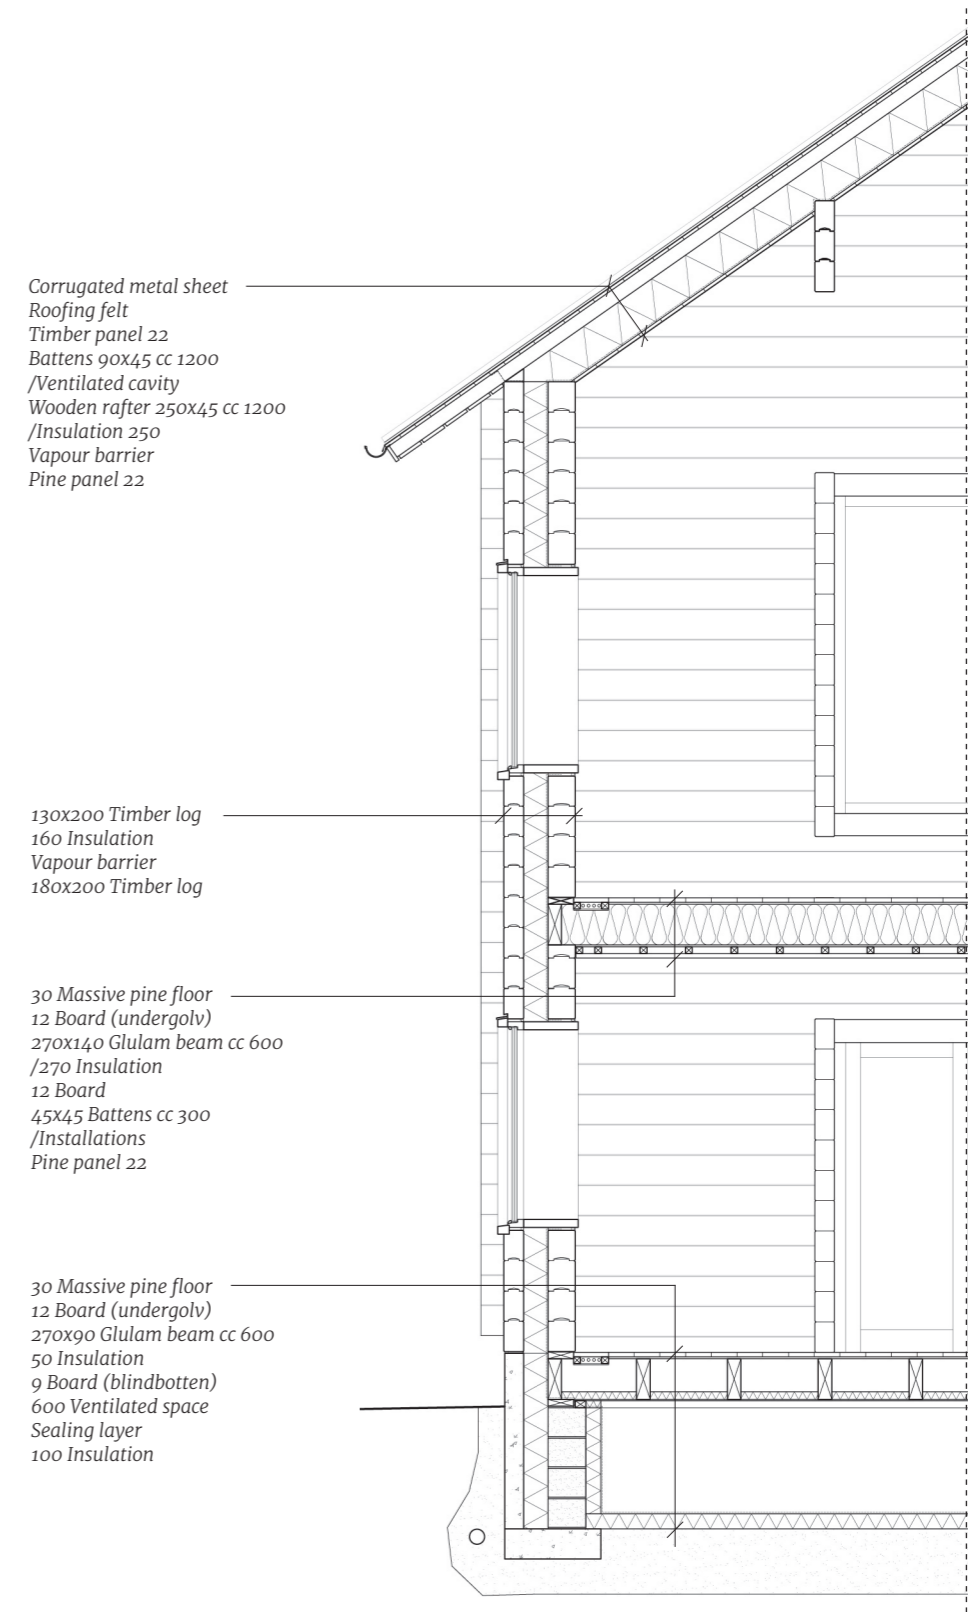 Corrugated metal sheet
Roofing felt
Timber panel 22
Battens 90x45 cc 1200
/Ventilated cavity
Wooden rafter 250x45 cc 1200
/Insulation 250
Vapour barrier
Pine panel 22
130x200 Timber log
160 Insulation
Vapour barrier
180x200 Timber log
30 Massive pine floor
12 Board (undergolv)
270x140 Glulam beam cc 600
/270 Insulation
12 Board
45x45 Battens cc 300
/Installations
Pine panel 22
30 Massive pine floor
12 Board (undergolv)
270x90 Glulam beam cc 600
50 Insulation
9 Board (blindbotten)
600 Ventilated space
Sealing layer
100 Insulation